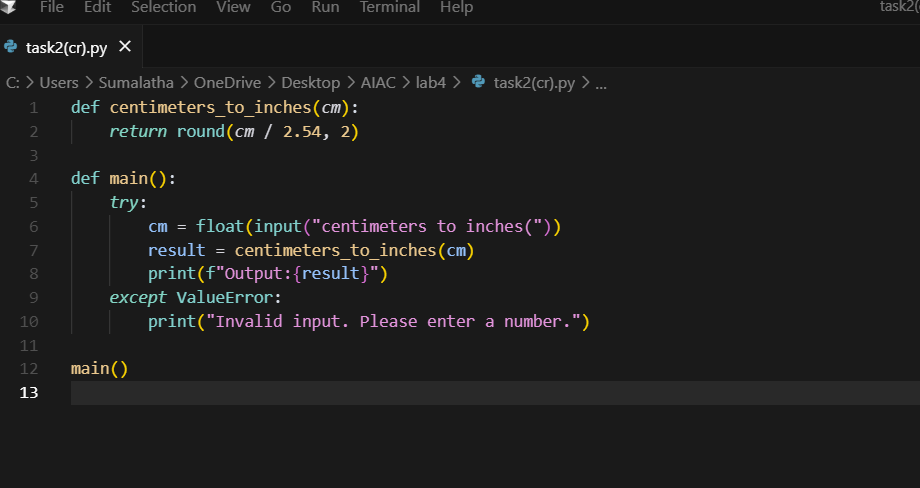 File Edit Selection View Go Run Terminal Help task2(
task2(cr).py ×
C: > Users > Sumalatha > OneDrive > Desktop > AIAC > lab4 > task2(cr).py > ...
1 def centimeters_to_inches(cm):
2     return round(cm / 2.54, 2)
3
4 def main():
5     try:
6         cm = float(input("centimeters to inches("))
7         result = centimeters_to_inches(cm)
8         print(f"Output:{result}")
9     except ValueError:
10         print("Invalid input. Please enter a number.")
11
12 main()
13